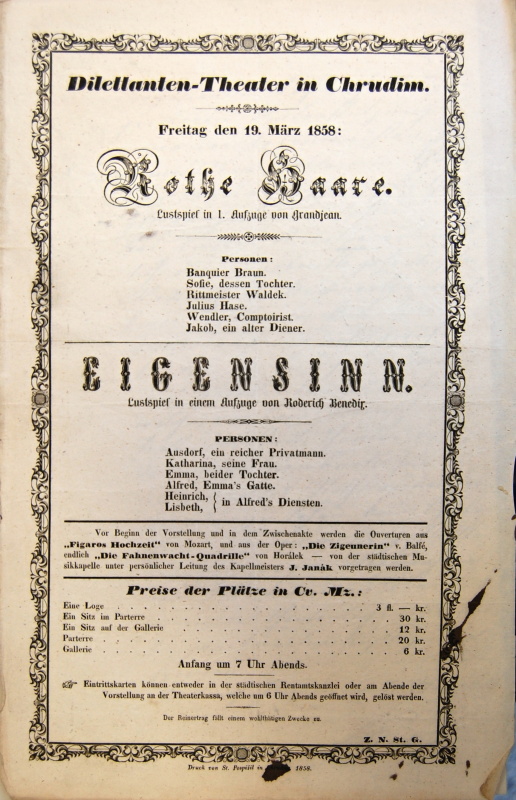 Dilettanten-Theater in Chrudim.
Freitag den 19. März 1858:
Rothe Haare.
Lustspiel in 1. Aufzuge von Grandjean.
Personen:
Banquier Braun.
Sofie, dessen Tochter.
Rittmeister Waldek.
Julius Hase.
Wendler, Comptoirist.
Jakob, ein alter Diener.
EIGENSINN.
Lustspiel in einem Aufzuge von Roderich Benedix.
PERSONEN:
Ausdorf, ein reicher Privatmann.
Katharina, seine Frau.
Emma, beider Tochter.
Alfred, Emma's Gatte.
Heinrich,
Lisbeth, { in Alfred's Diensten.
Vor Beginn der Vorstellung und in dem Zwischenakte werden die Ouverturen aus
„Figaros Hochzeit" von Mozart, und aus der Oper: „Die Zigeunerin" v. Balfé,
endlich „Die Fahnenwacht-Quadrille" von Horálek — von der städtischen Mu-
sikkapelle unter persönlicher Leitung des Kapellmeisters J. Janák vorgetragen werden.
Preise der Plätze in Cv. Mz.:
Eine Loge . . . . . . . . . . 3 fl. — kr.
Ein Sitz im Parterre . . . . . . . . . . 30 kr.
Ein Sitz auf der Gallerie . . . . . . . . . . 12 kr.
Parterre . . . . . . . . . . 20 kr.
Gallerie . . . . . . . . . . 6 kr.
Anfang um 7 Uhr Abends.
☞ Eintrittskarten können entweder in der städtischen Rentamtskanzlei oder am Abende der
Vorstellung an der Theaterkassa, welche um 6 Uhr Abends geöffnet wird, gelöst werden.
Der Reinertrag fällt einem wohlthätigen Zwecke zu.
Z. N. St. G.
Druck von St. Pospíšil in 1858.